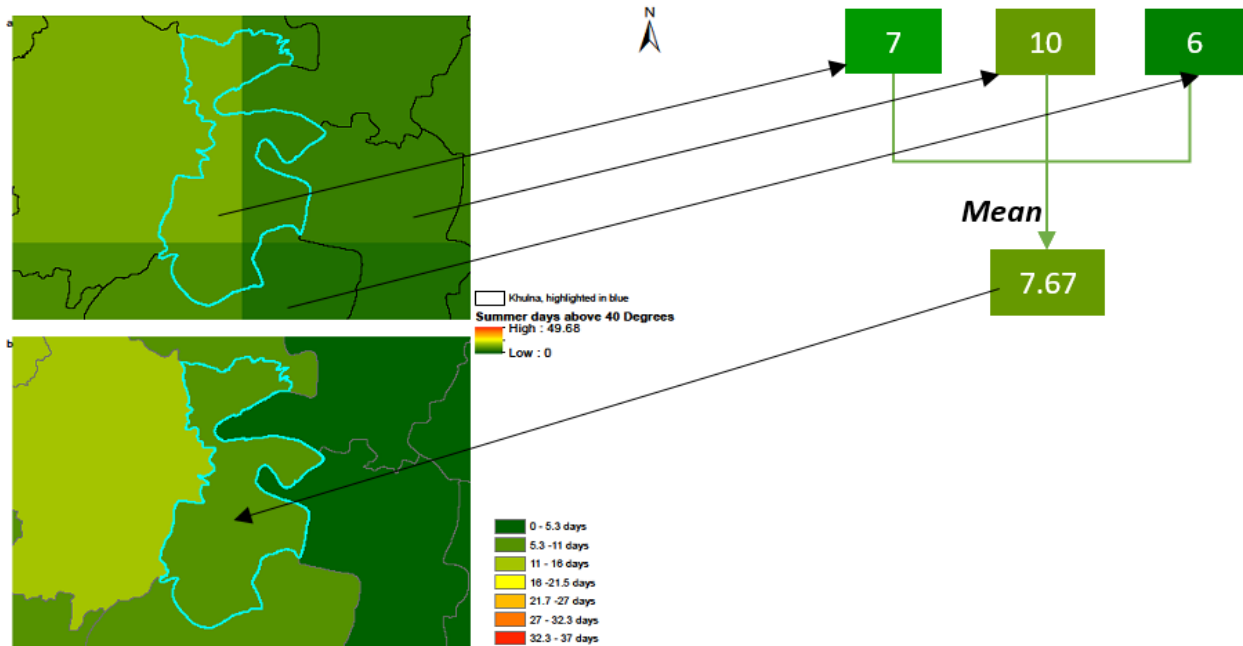 a
N
7
10
6
Mean
7.67
Khulna, highlighted in blue
Summer days above 40 Degrees
High : 49.68
Low : 0
b
0 - 5.3 days
5.3 -11 days
11 - 16 days
16 -21.5 days
21.7 - 27 days
27 - 32.3 days
32.3 - 37 days